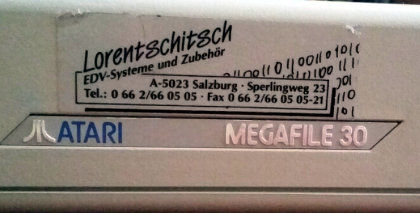 Lorentschitsch
EDV-Systeme und Zubehör
A-5023 Salzburg · Sperlingweg 23
Tel.: 0 66 2/66 05 05 · Fax 0 66 2/66 05 05-21
ATARI MEGAFILE 30